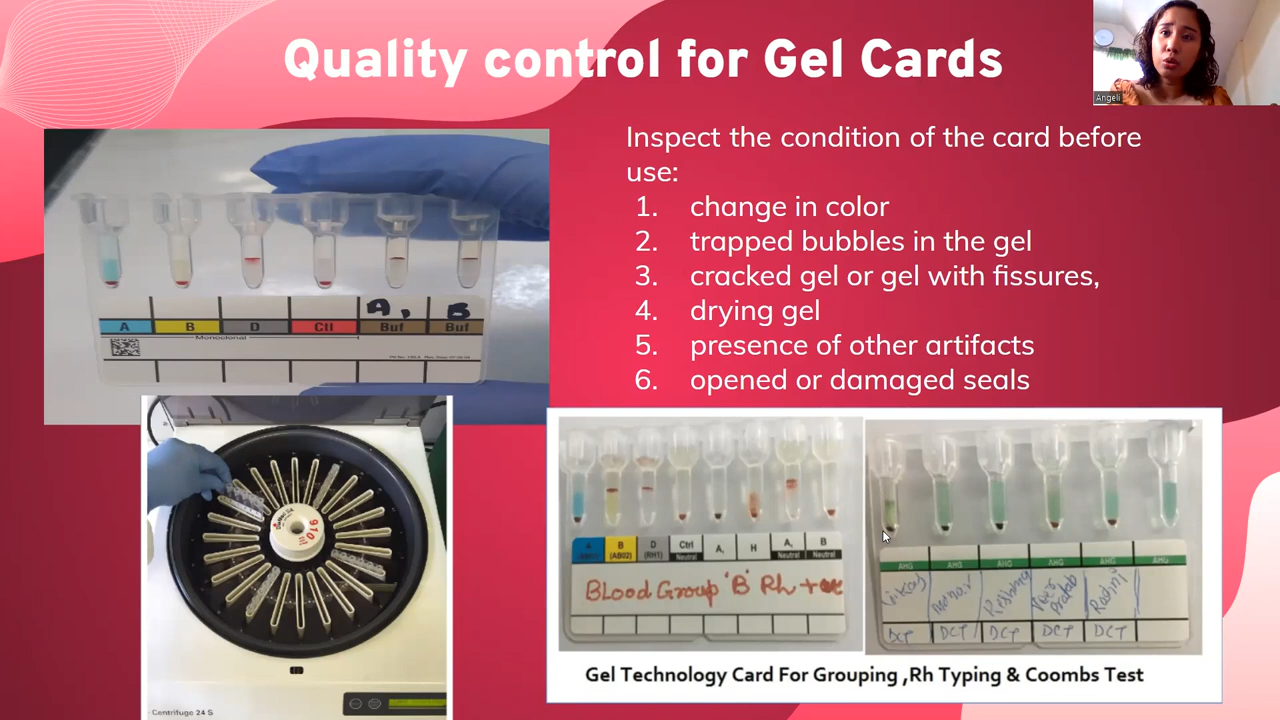 Quality control for Gel Cards
Angeli
Inspect the condition of the card before
use:
1. change in color
2. trapped bubbles in the gel
3. cracked gel or gel with fissures,
4. drying gel
5. presence of other artifacts
6. opened or damaged seals
A, B
A B D Ctl Buf Buf
Monoclonal
910
Centrifuge 24 S
A B D Ctrl A, H A, B
(AB02) (RH1) Neutral Neutral Neutral
Blood Group 'B' Rh +ve
AHG AHG AHG AHG AHG AHG
DCT DCT DCT DCT DCT
Gel Technology Card For Grouping ,Rh Typing & Coombs Test